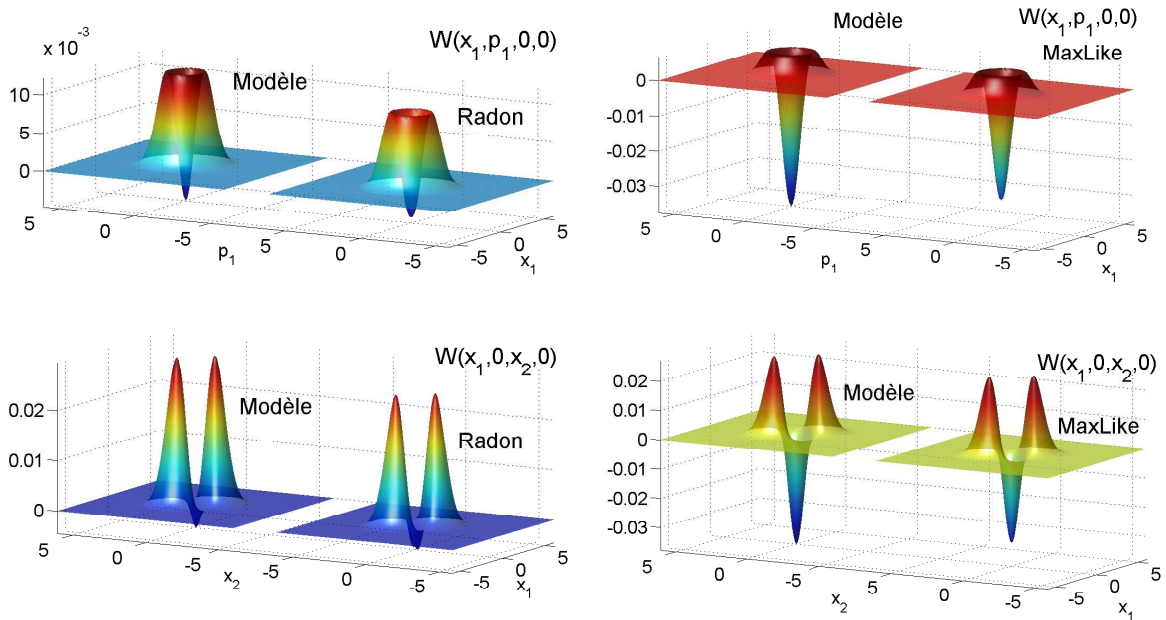 x 10^-3
W(x_1,p_1,0,0)
Modèle
Radon
10
5
0
5
0
-5
5
0
-5
p_1
-5
0
5
x_1
Modèle
W(x_1,p_1,0,0)
MaxLike
0
-0.01
-0.02
-0.03
5
0
-5
5
0
-5
p_1
-5
0
5
x_1
W(x_1,0,x_2,0)
Modèle
Radon
0.02
0.01
0
5
0
-5
5
0
-5
x_2
-5
0
5
x_1
W(x_1,0,x_2,0)
Modèle
MaxLike
0.02
0.01
0
-0.01
-0.02
-0.03
5
0
-5
5
0
-5
x_2
-5
0
5
x_1